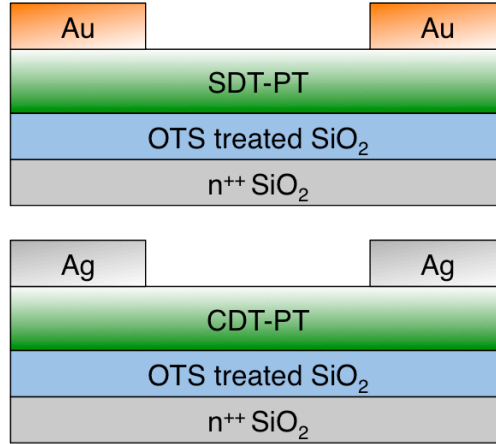 Au Au
SDT-PT
OTS treated SiO₂
n⁺⁺ SiO₂
Ag Ag
CDT-PT
OTS treated SiO₂
n⁺⁺ SiO₂